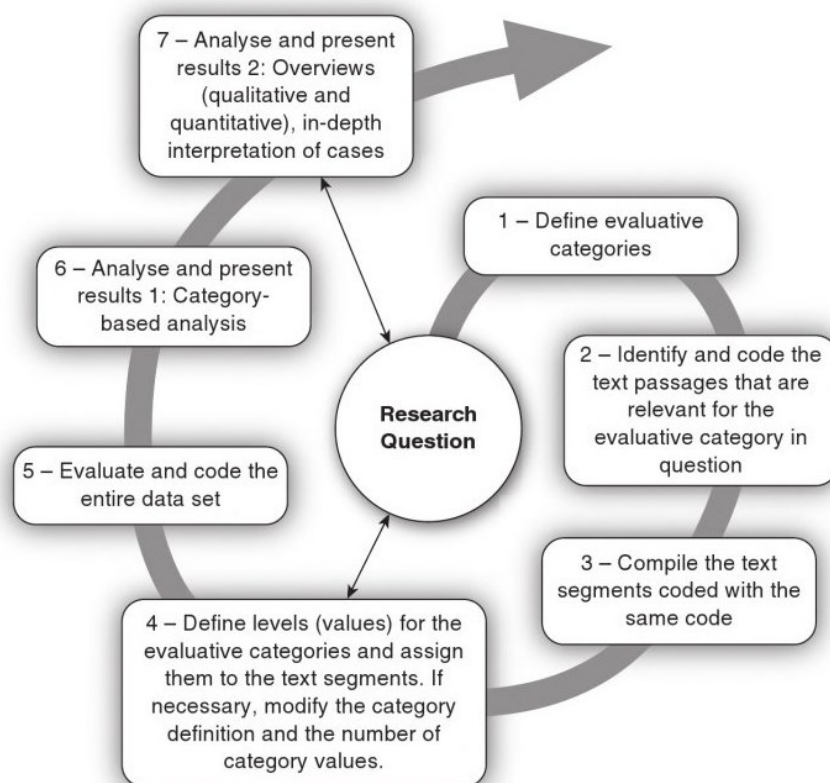 7 – Analyse and present
results 2: Overviews
(qualitative and
quantitative), in-depth
interpretation of cases
1 – Define evaluative
categories
6 – Analyse and present
results 1: Category-
based analysis
2 – Identify and code the
text passages that are
relevant for the
evaluative category in
question
Research
Question
5 – Evaluate and code the
entire data set
3 – Compile the text
segments coded with the
same code
4 – Define levels (values) for the
evaluative categories and assign
them to the text segments. If
necessary, modify the category
definition and the number of
category values.